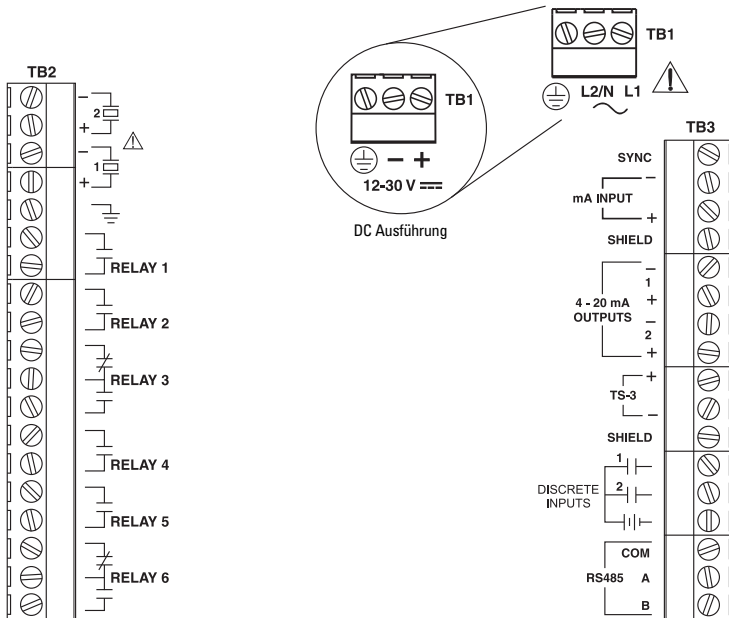 TB2
-
2
+
-
1
+
RELAY 1
RELAY 2
RELAY 3
RELAY 4
RELAY 5
RELAY 6
TB1
- +
12-30 V
DC Ausführung
TB1
L2/N L1
TB3
SYNC
-
mA INPUT
+
SHIELD
-
1
+
4 - 20 mA
OUTPUTS
-
2
+
+
TS-3
-
SHIELD
1
2
DISCRETE
INPUTS
COM
RS485 A
B